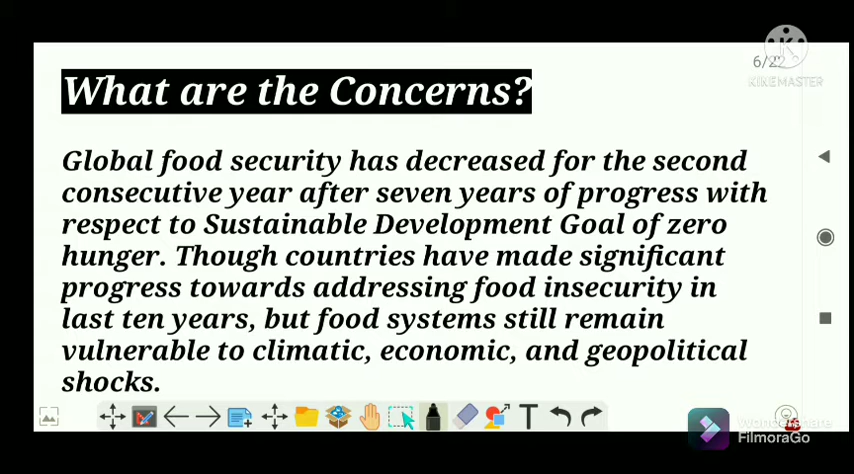 6/22
KINEMASTER
What are the Concerns?
Global food security has decreased for the second
consecutive year after seven years of progress with
respect to Sustainable Development Goal of zero
hunger. Though countries have made significant
progress towards addressing food insecurity in
last ten years, but food systems still remain
vulnerable to climatic, economic, and geopolitical
shocks.
Wondershare
FilmoraGo